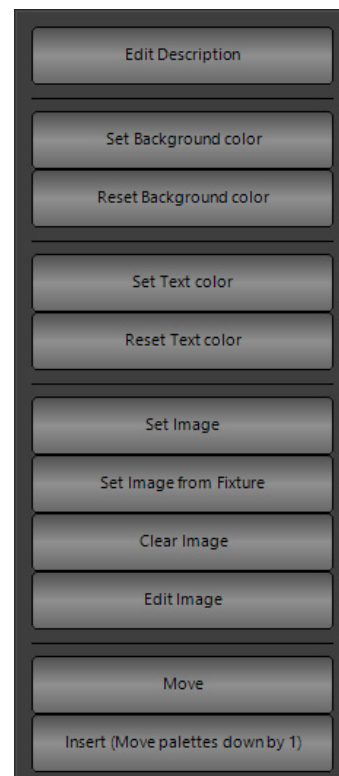 Edit Description
Set Background color
Reset Background color
Set Text color
Reset Text color
Set Image
Set Image from Fixture
Clear Image
Edit Image
Move
Insert (Move palettes down by 1)